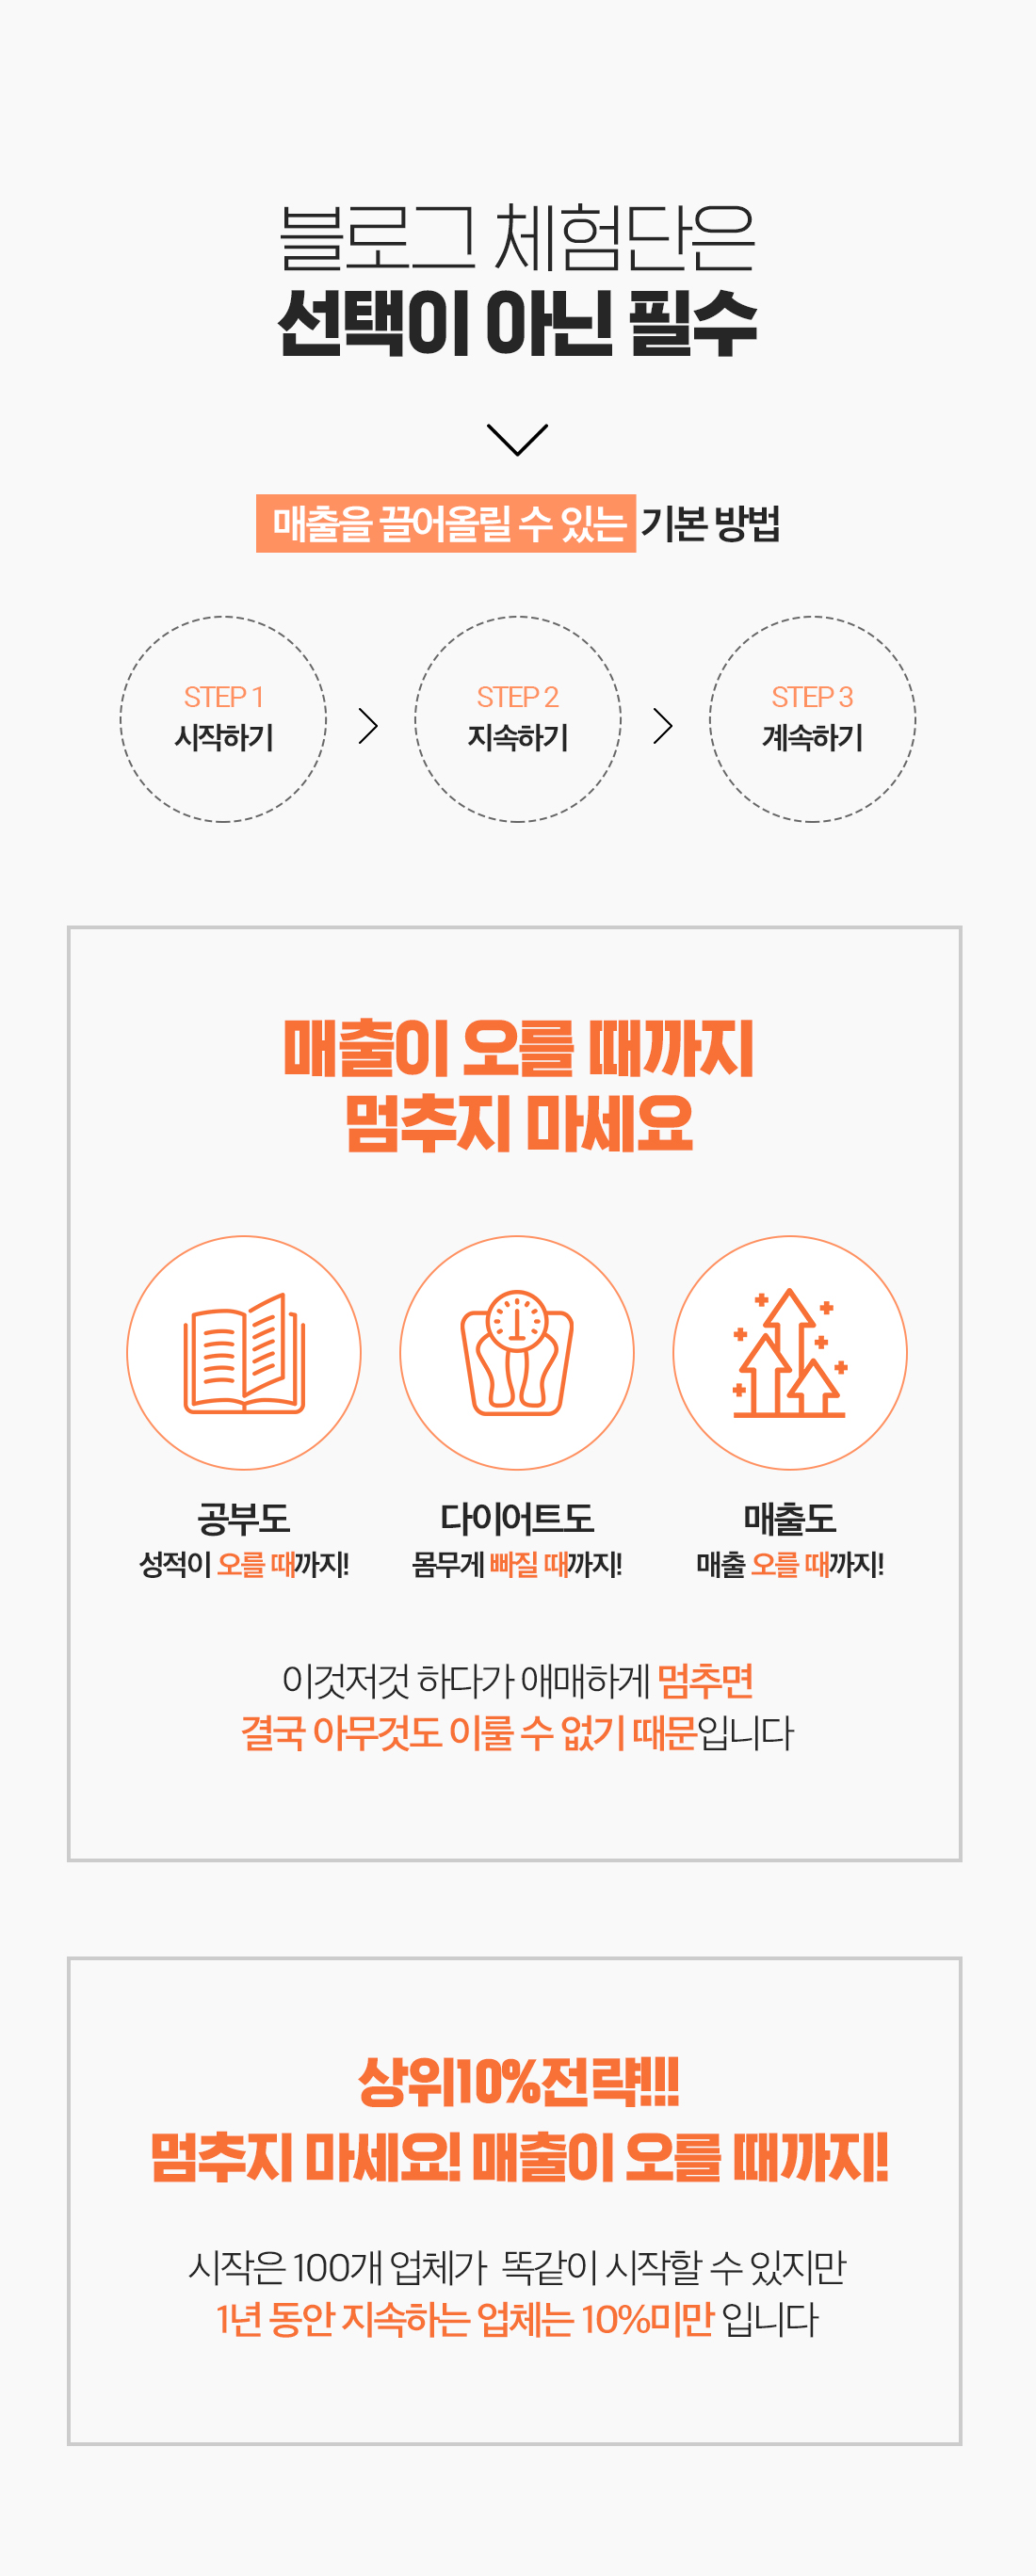 블로그 체험단은
선택이 아닌 필수
매출을 끌어올릴 수 있는 기본 방법
STEP 1
시작하기
STEP 2
지속하기
STEP 3
계속하기
매출이 오를 때까지
멈추지 마세요
공부도
성적이 오를 때까지!
다이어트도
몸무게 빠질 때까지!
매출도
매출 오를 때까지!
이것저것 하다가 애매하게 멈추면
결국 아무것도 이룰 수 없기 때문입니다
상위10%전략!!!
멈추지 마세요! 매출이 오를 때까지!
시작은 100개 업체가 똑같이 시작할 수 있지만
1년 동안 지속하는 업체는 10%미만 입니다